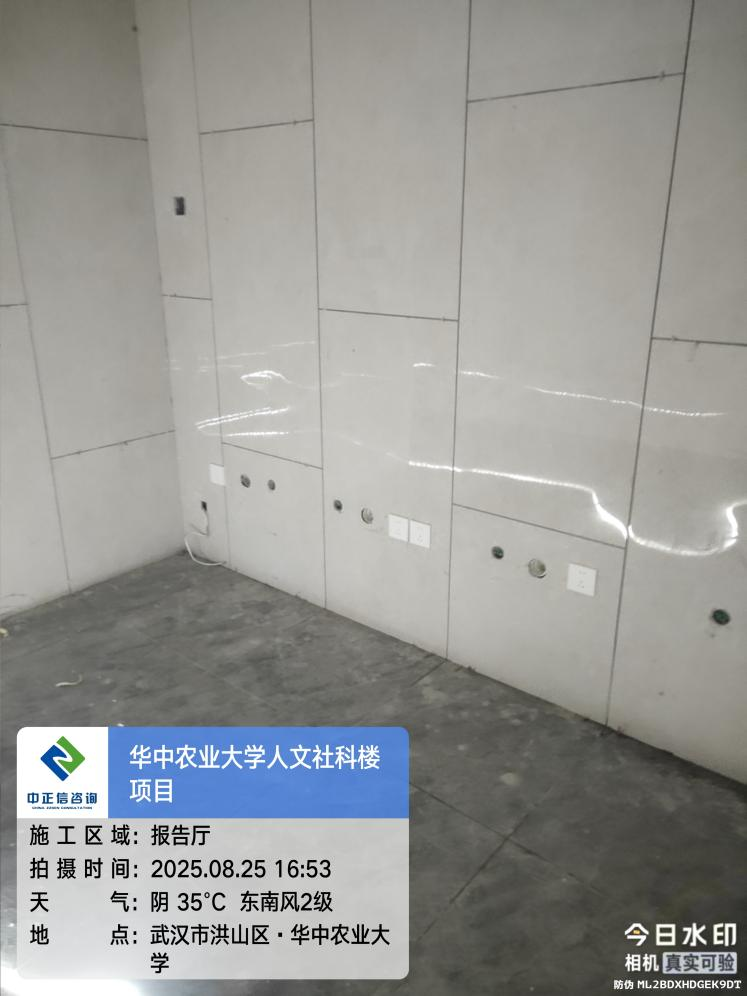 中正信咨询
CHINA ZZXIN CONSULTATION
华中农业大学人文社科楼
项目
施工区域：报告厅
拍摄时间：2025.08.25 16:53
天气：阴 35℃ 东南风2级
地点：武汉市洪山区·华中农业大
学
今日水印
相机 真实可验
防伪 ML2BDXHDGEK9DT